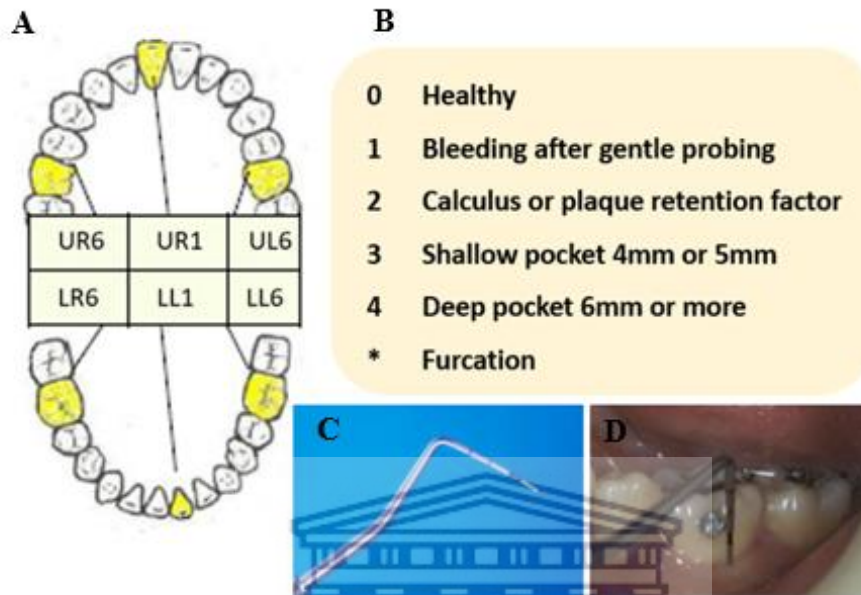 A
B
0 Healthy
1 Bleeding after gentle probing
2 Calculus or plaque retention factor
3 Shallow pocket 4mm or 5mm
4 Deep pocket 6mm or more
* Furcation
UR6 UR1 UL6
LR6 LL1 LL6
C
D